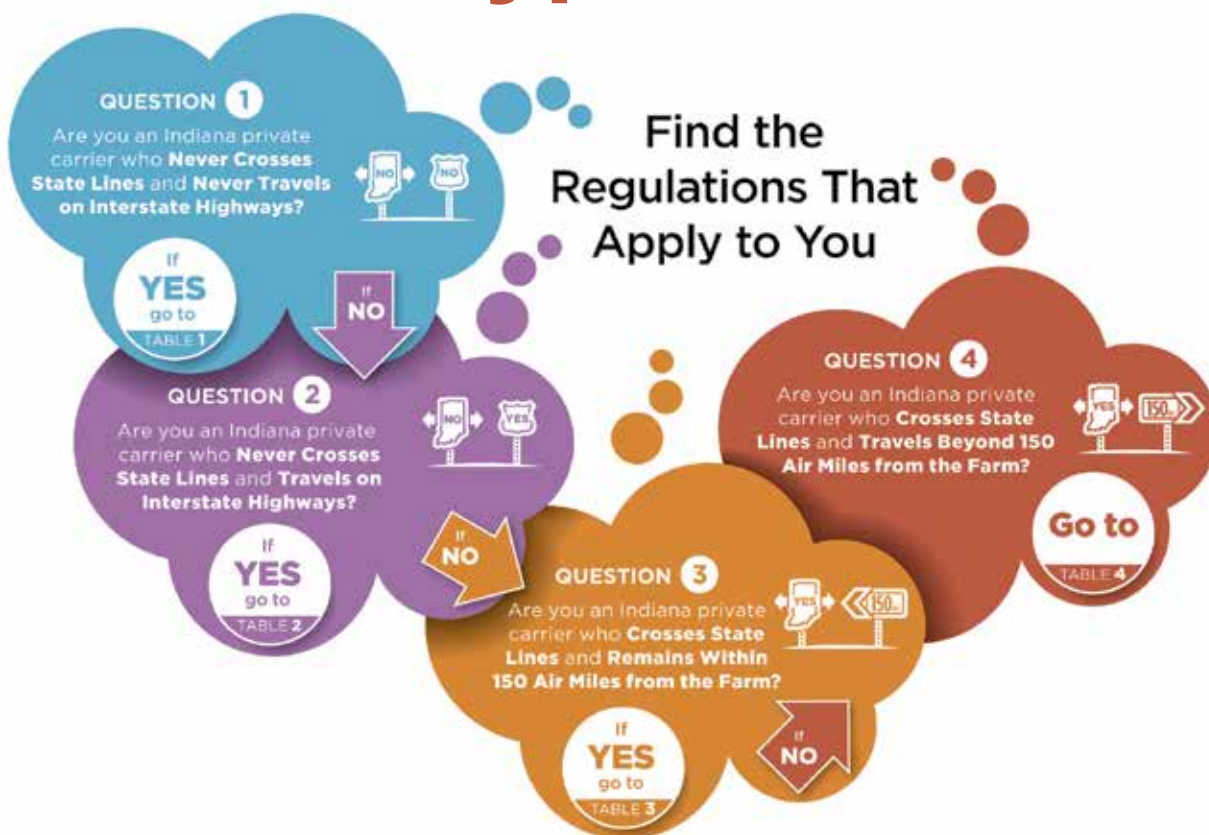 Find the
Regulations That
Apply to You
QUESTION 1
Are you an Indiana private
carrier who Never Crosses
State Lines and Never Travels
on Interstate Highways?
NO
NO
If
YES
go to
TABLE 1
If
NO
QUESTION 2
Are you an Indiana private
carrier who Never Crosses
State Lines and Travels on
Interstate Highways?
NO
YES
If
YES
go to
TABLE 2
If
NO
QUESTION 3
Are you an Indiana private
carrier who Crosses State
Lines and Remains Within
150 Air Miles from the Farm?
YES
150
If
YES
go to
TABLE 3
If
NO
QUESTION 4
Are you an Indiana private
carrier who Crosses State
Lines and Travels Beyond 150
Air Miles from the Farm?
YES
150
Go to
TABLE 4